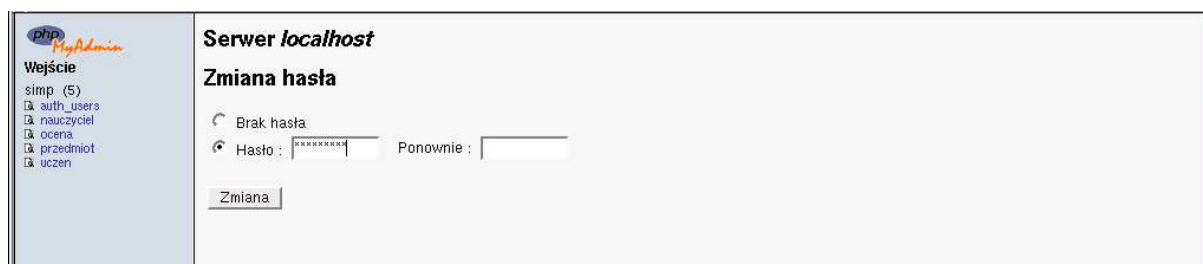 php
MyAdmin
Wejście
simp (5)
auth_users
nauczyciel
ocena
przedmiot
uczen
Serwer localhost
Zmiana hasła
Brak hasła
Hasło : ********* Ponownie :
Zmiana